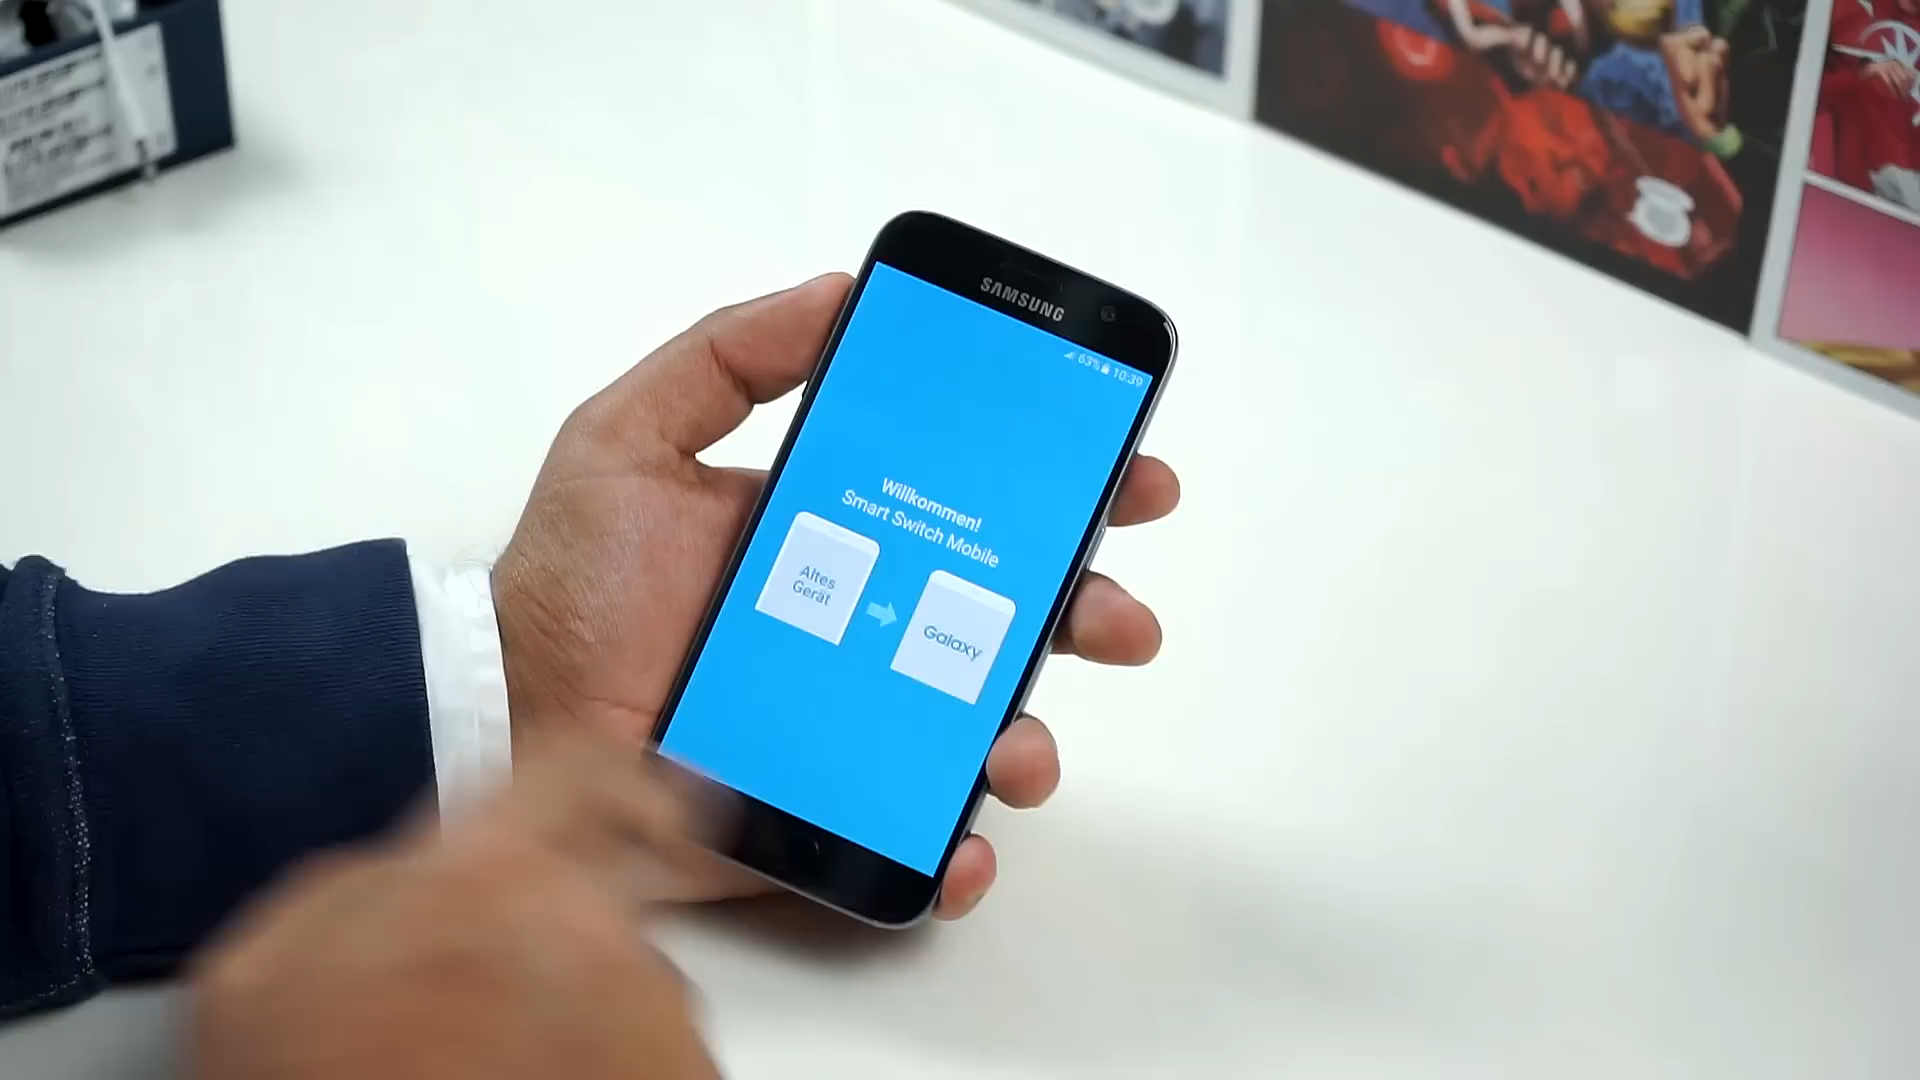 SAMSUNG
63% 10:39
Willkommen!
Smart Switch Mobile
Altes
Gerät
Galaxy